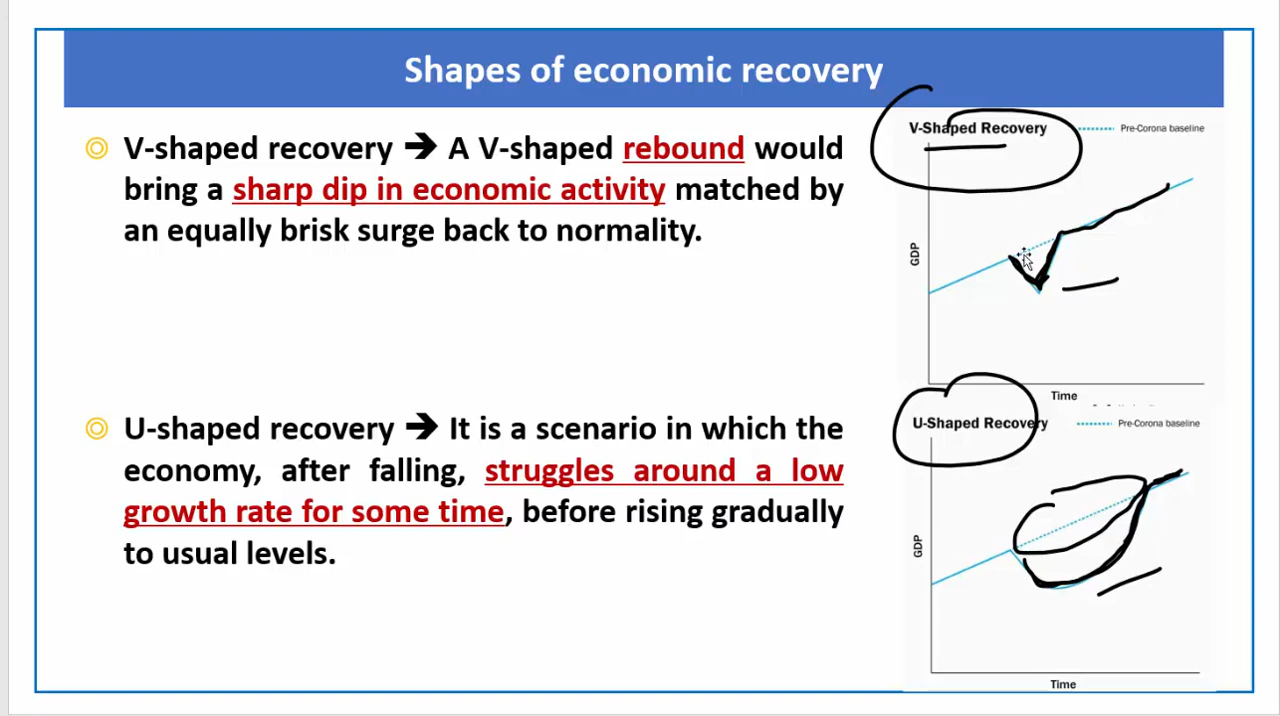 Shapes of economic recovery
◎ V-shaped recovery ➔ A V-shaped rebound would
bring a sharp dip in economic activity matched by
an equally brisk surge back to normality.
V-Shaped Recovery
Pre-Corona baseline
GDP
Time
◎ U-shaped recovery ➔ It is a scenario in which the
economy, after falling, struggles around a low
growth rate for some time, before rising gradually
to usual levels.
U-Shaped Recovery
Pre-Corona baseline
GDP
Time